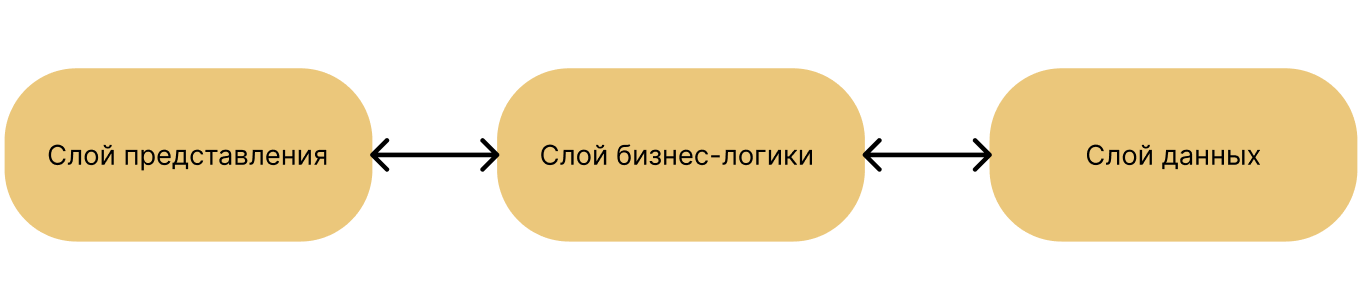 Слой представления
Слой бизнес-логики
Слой данных